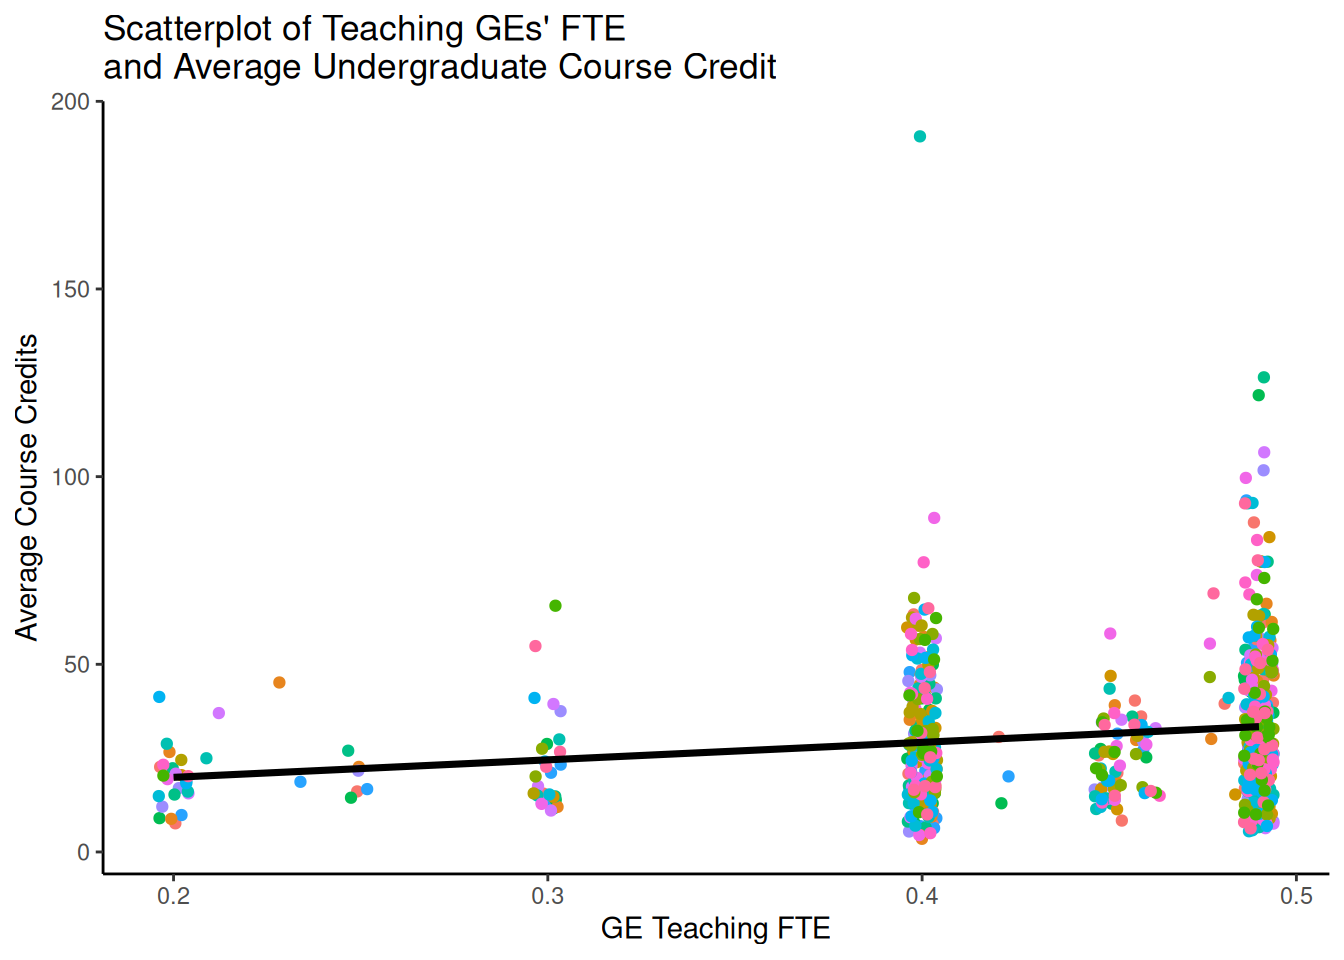 Scatterplot of Teaching GEs' FTE
and Average Undergraduate Course Credit
200
150
100
50
0
Average Course Credits
0.2 0.3 0.4 0.5
GE Teaching FTE